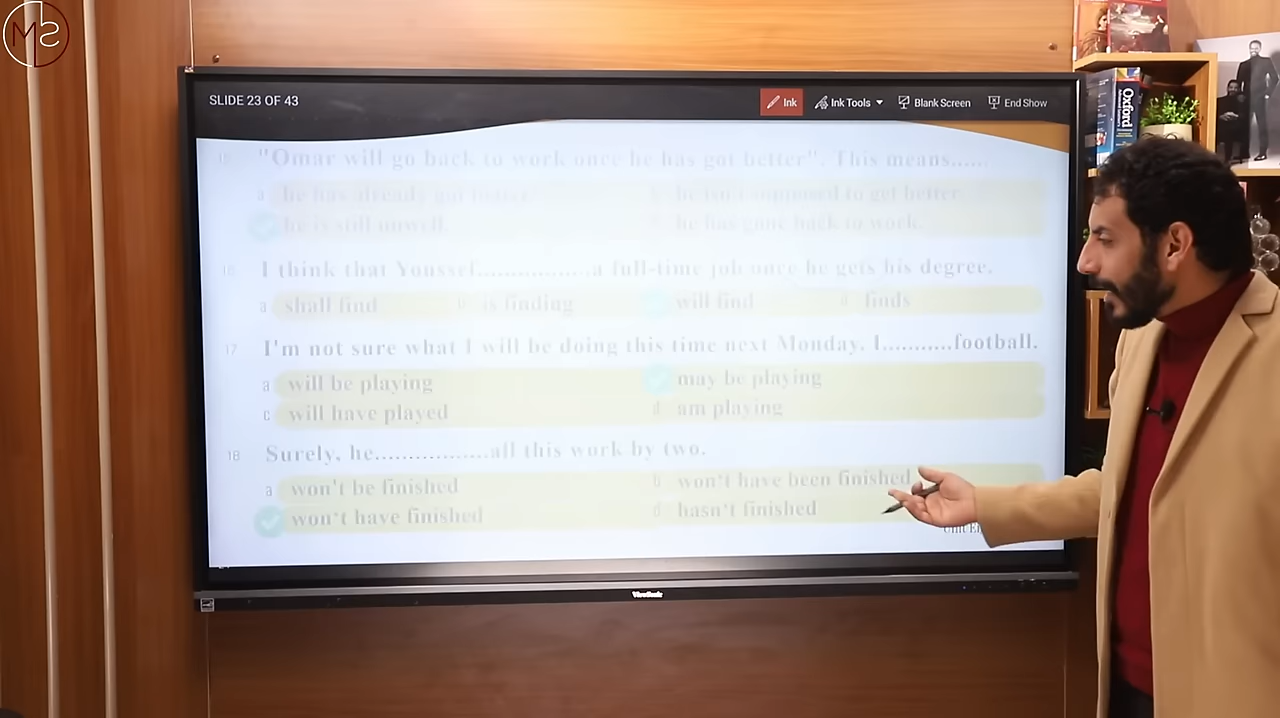 MS
SLIDE 23 OF 43
Ink
Ink Tools
Blank Screen
End Show
"Omar will go back to work once he has got better". This means......
a he has already got better
he isn't supposed to get better
he is still unwell
he has gone back to work.
16 I think that Youssef.................a full-time job once he gets his degree.
a shall find
b is finding
will find
d finds
17 I'm not sure what I will be doing this time next Monday. I...........football.
a will be playing
may be playing
c will have played
d am playing
18 Surely, he.................all this work by two.
a won't be finished
b won't have been finished
won't have finished
d hasn't finished
ViewSonic
Oxford